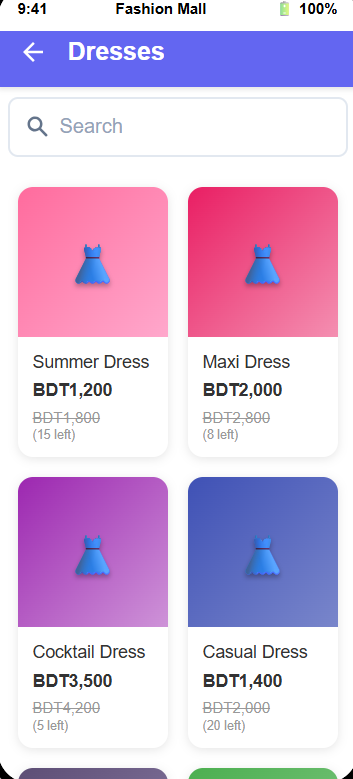 9:41 Fashion Mall 100%
Dresses
Search
Summer Dress
BDT1,200
BDT1,800
(15 left)
Maxi Dress
BDT2,000
BDT2,800
(8 left)
Cocktail Dress
BDT3,500
BDT4,200
(5 left)
Casual Dress
BDT1,400
BDT2,000
(20 left)